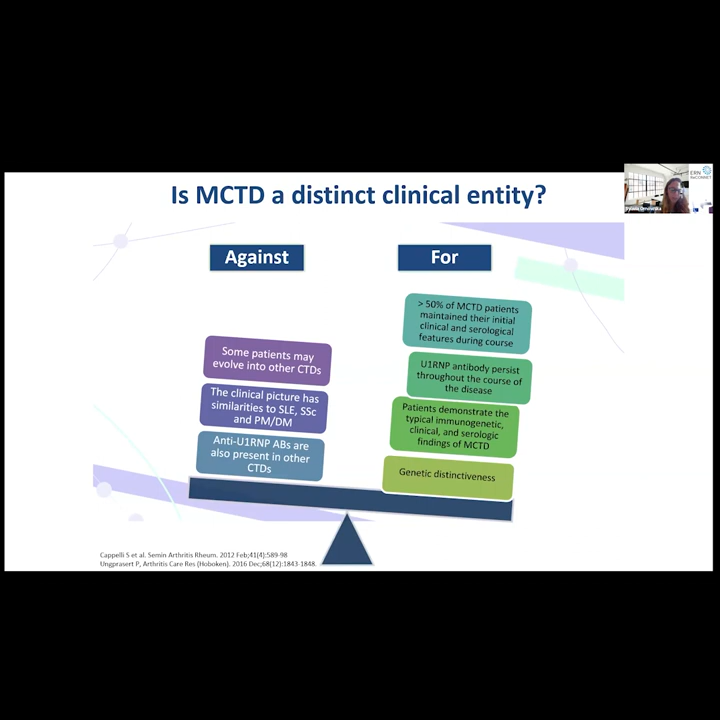 Is MCTD a distinct clinical entity?
ERN
ReCONNET
Against
For
> 50% of MCTD patients
maintained their initial
clinical and serological
features during course
Some patients may
evolve into other CTDs
U1RNP antibody persist
throughout the course of
the disease
The clinical picture has
similarities to SLE, SSc
and PM/DM
Patients demonstrate the
typical immunogenetic,
clinical, and serologic
findings of MCTD
Anti-U1RNP ABs are
also present in other
CTDs
Genetic distinctiveness
Cappelli S et al. Semin Arthritis Rheum. 2012 Feb;41(4):589-98
Ungprasert P, Arthritis Care Res (Hoboken). 2016 Dec;68(12):1843-1848.